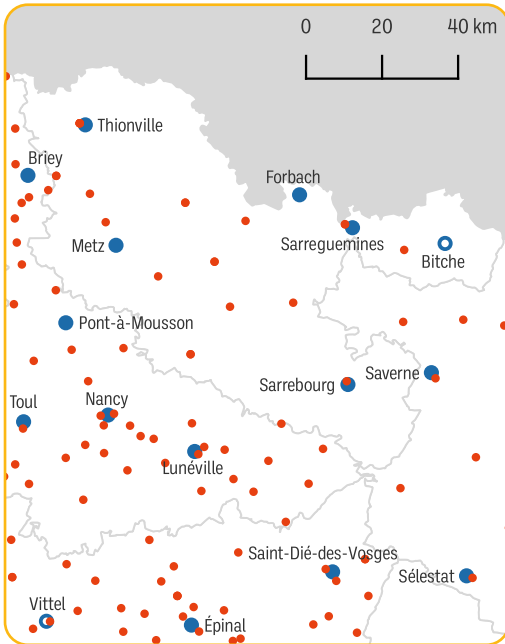 0 20 40 km
Thionville
Briey
Forbach
Metz
Sarreguemines
Bitche
Pont-à-Mousson
Saverne
Sarrebourg
Toul
Nancy
Lunéville
Saint-Dié-des-Vosges
Sélestat
Vittel
Épinal